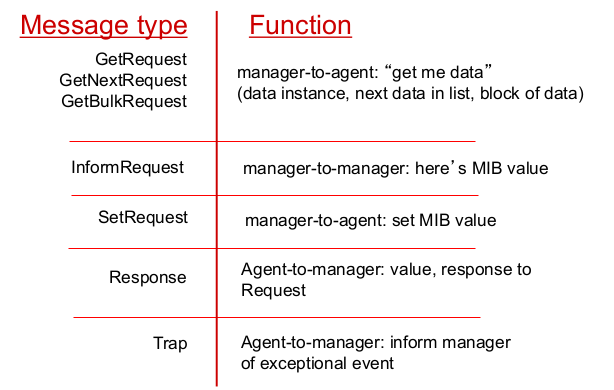 Message type Function
GetRequest
GetNextRequest
GetBulkRequest
manager-to-agent: “get me data”
(data instance, next data in list, block of data)
InformRequest manager-to-manager: here’s MIB value
SetRequest manager-to-agent: set MIB value
Response Agent-to-manager: value, response to
Request
Trap Agent-to-manager: inform manager
of exceptional event